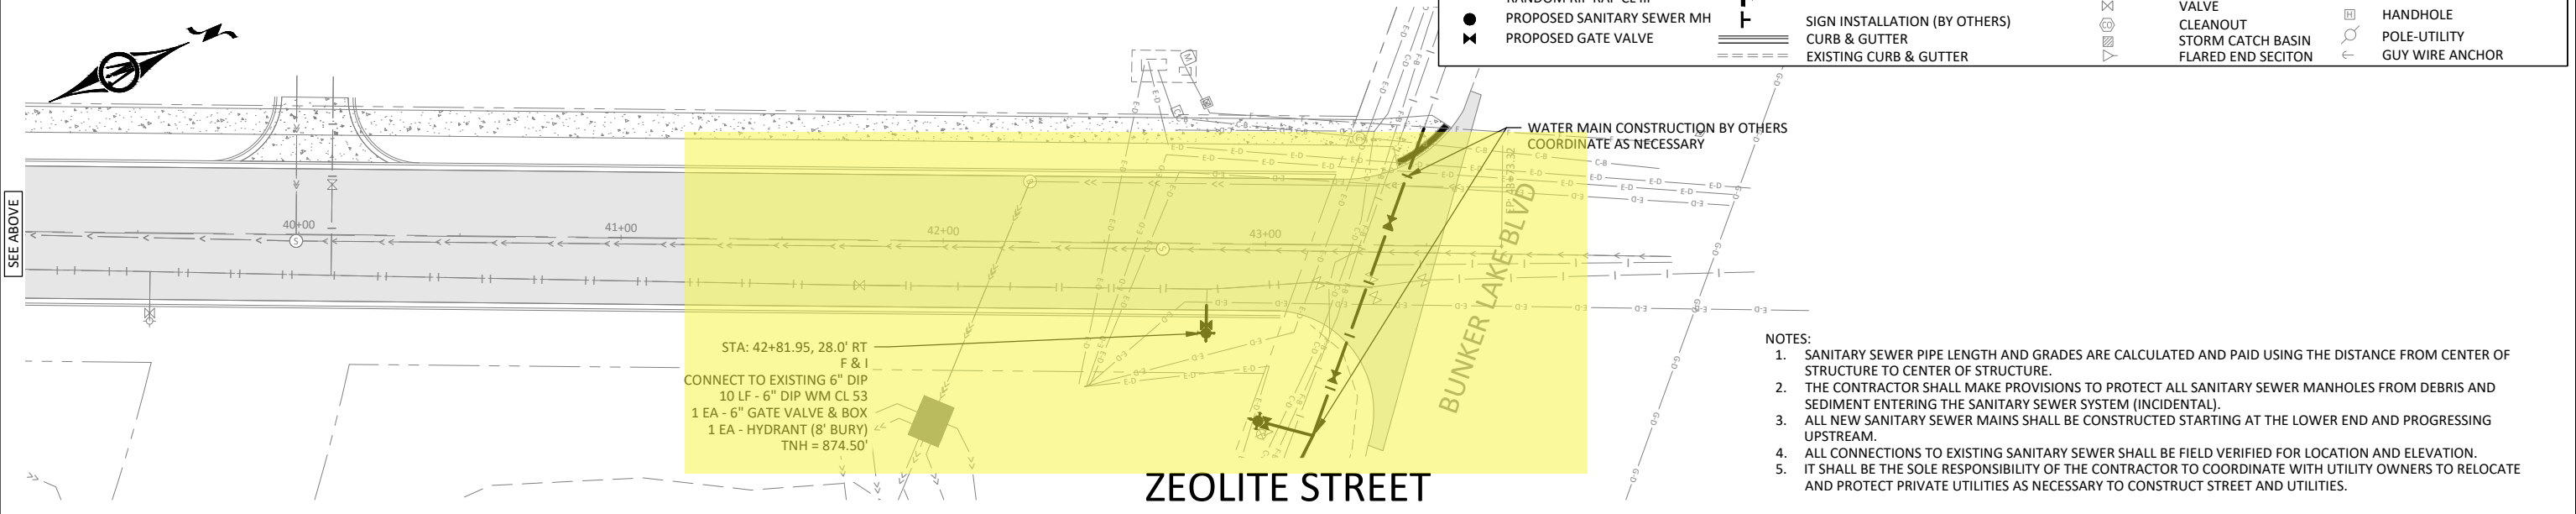 RANDOM RIP RAP CL III
PROPOSED SANITARY SEWER MH
PROPOSED GATE VALVE
SIGN INSTALLATION (BY OTHERS)
CURB & GUTTER
EXISTING CURB & GUTTER
VALVE
CLEANOUT
STORM CATCH BASIN
FLARED END SECITON
HANDHOLE
POLE-UTILITY
GUY WIRE ANCHOR
CO
H
SEE ABOVE
40+00
41+00
42+00
43+00
S
S
WATER MAIN CONSTRUCTION BY OTHERS
COORDINATE AS NECESSARY
BUNKER LAKE BLVD
STA: 42+81.95, 28.0' RT
F & I
CONNECT TO EXISTING 6" DIP
10 LF - 6" DIP WM CL 53
1 EA - 6" GATE VALVE & BOX
1 EA - HYDRANT (8' BURY)
TNH = 874.50'
ZEOLITE STREET
NOTES:
1. SANITARY SEWER PIPE LENGTH AND GRADES ARE CALCULATED AND PAID USING THE DISTANCE FROM CENTER OF
STRUCTURE TO CENTER OF STRUCTURE.
2. THE CONTRACTOR SHALL MAKE PROVISIONS TO PROTECT ALL SANITARY SEWER MANHOLES FROM DEBRIS AND
SEDIMENT ENTERING THE SANITARY SEWER SYSTEM (INCIDENTAL).
3. ALL NEW SANITARY SEWER MAINS SHALL BE CONSTRUCTED STARTING AT THE LOWER END AND PROGRESSING
UPSTREAM.
4. ALL CONNECTIONS TO EXISTING SANITARY SEWER SHALL BE FIELD VERIFIED FOR LOCATION AND ELEVATION.
5. IT SHALL BE THE SOLE RESPONSIBILITY OF THE CONTRACTOR TO COORDINATE WITH UTILITY OWNERS TO RELOCATE
AND PROTECT PRIVATE UTILITIES AS NECESSARY TO CONSTRUCT STREET AND UTILITIES.